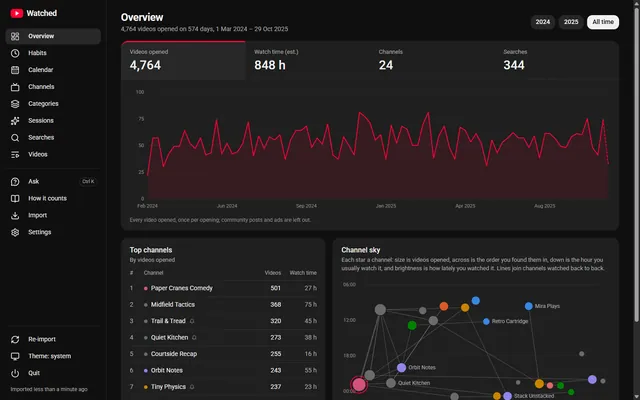 Watched
Overview
Habits
Calendar
Channels
Categories
Sessions
Searches
Videos
Ask
Ctrl K
How it counts
Import
Settings
Re-import
Theme: system
Quit
Imported less than a minute ago
Overview
4,764 videos opened on 574 days, 1 Mar 2024 – 29 Oct 2025
2024
2025
All time
Videos opened
4,764
Watch time (est.)
848 h
Channels
24
Searches
344
100
75
50
25
0
Feb 2024
Jun 2024
Sep 2024
Jan 2025
Apr 2025
Aug 2025
Every video opened, once per opening; community posts and ads are left out.
Top channels
By videos opened
# Channel Videos Watch time
1 Paper Cranes Comedy 501 27 h
2 Midfield Tactics 368 75 h
3 Trail & Tread 320 45 h
4 Quiet Kitchen 273 38 h
5 Courtside Recap 255 16 h
6 Orbit Notes 243 55 h
7 Tiny Physics 237 23 h
Channel sky
Each star a channel: size is videos opened, across is the order you found them in, down is the hour you
usually watch it, and brightness is how lately you watched it. Lines join channels watched back to back.
06:00
12:00
18:00
00:00
Mira Plays
Retro Cartridge
Orbit Notes
Quiet Kitchen
Stack Unstacked